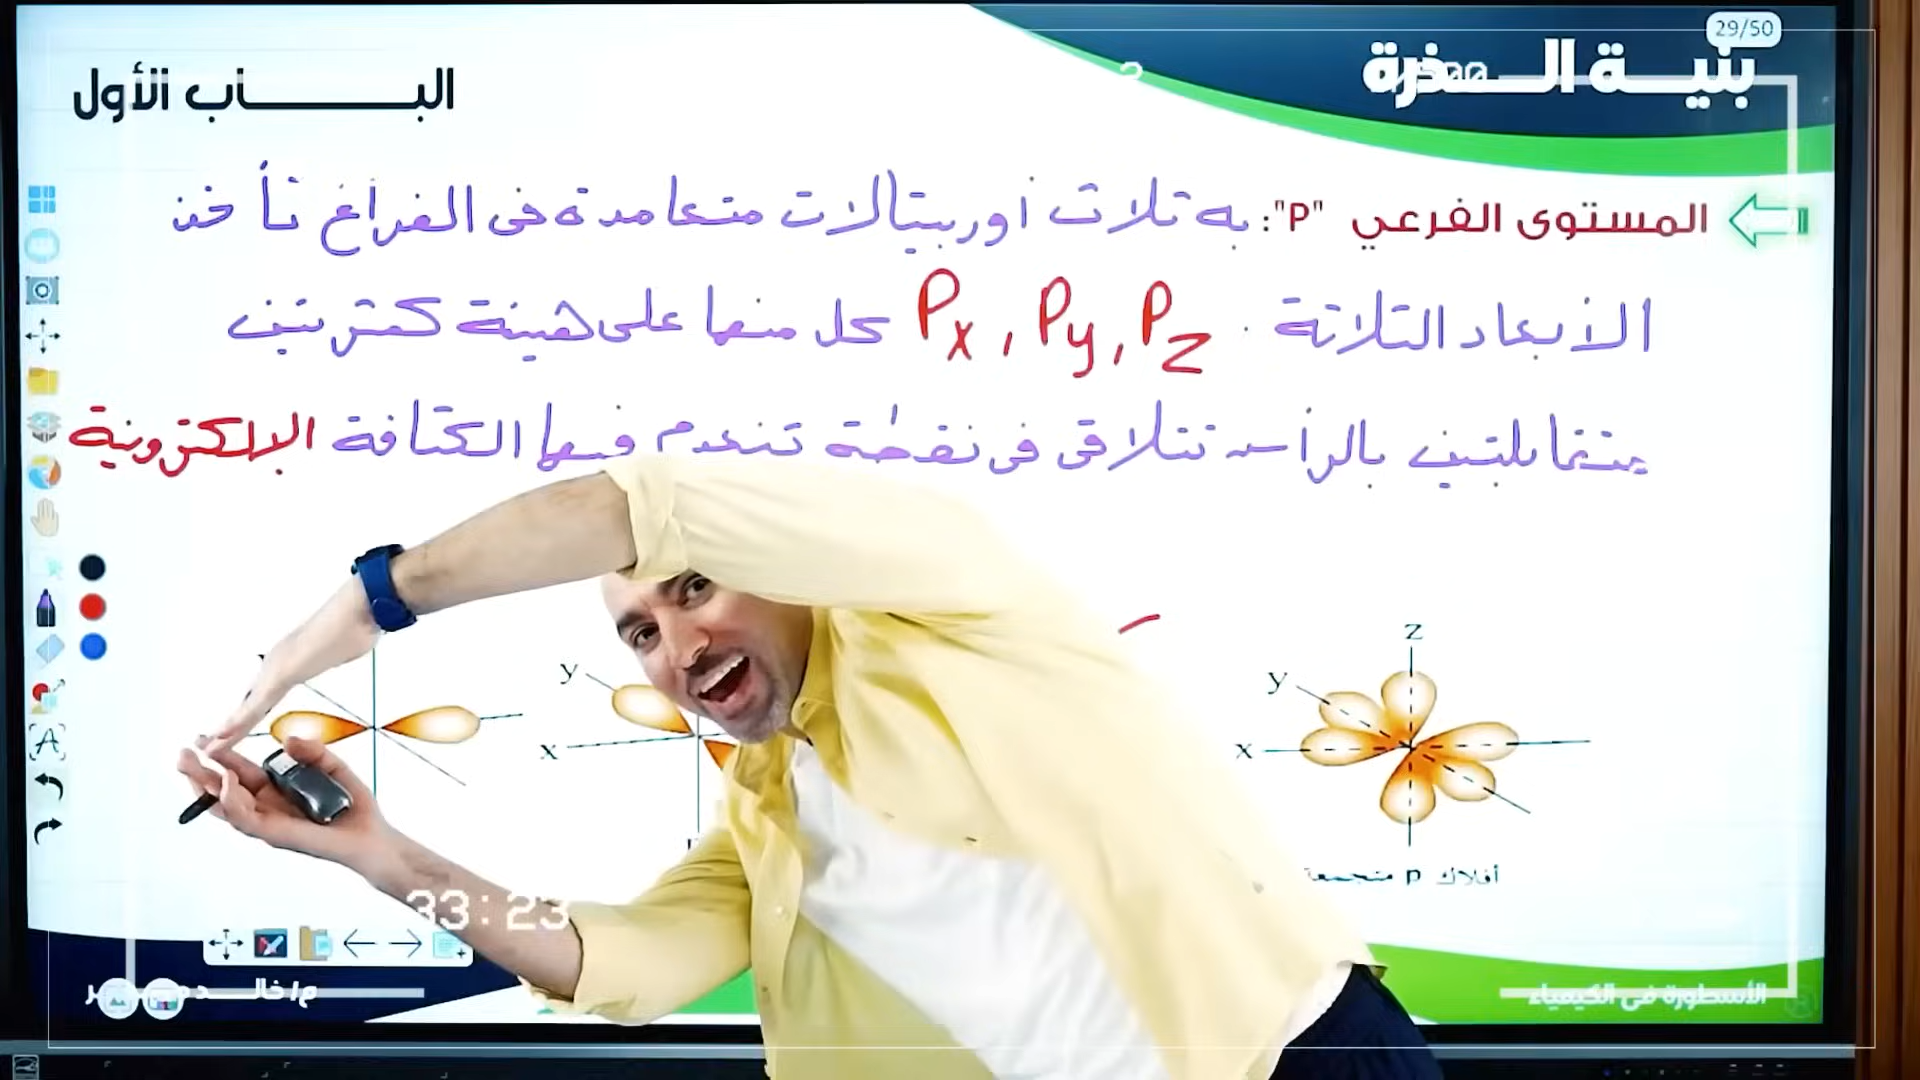 29/50
بنية الذرة
الباب الأول
المستوى الفرعي "P": به ثلاث أوربيتالات متعامدة فى الفراغ تأخذ
الأبعاد الثلاثة Px , Py , Pz كل منها على هيئة كمثرتين
متقابلتين بالرأس تتلاقى فى نقطة تنعدم فيها الكثافة الإلكترونية
y
x
z
y
x
أفلاك p متجمعة
33:23
م/خالد
الأسطورة في الكيمياء